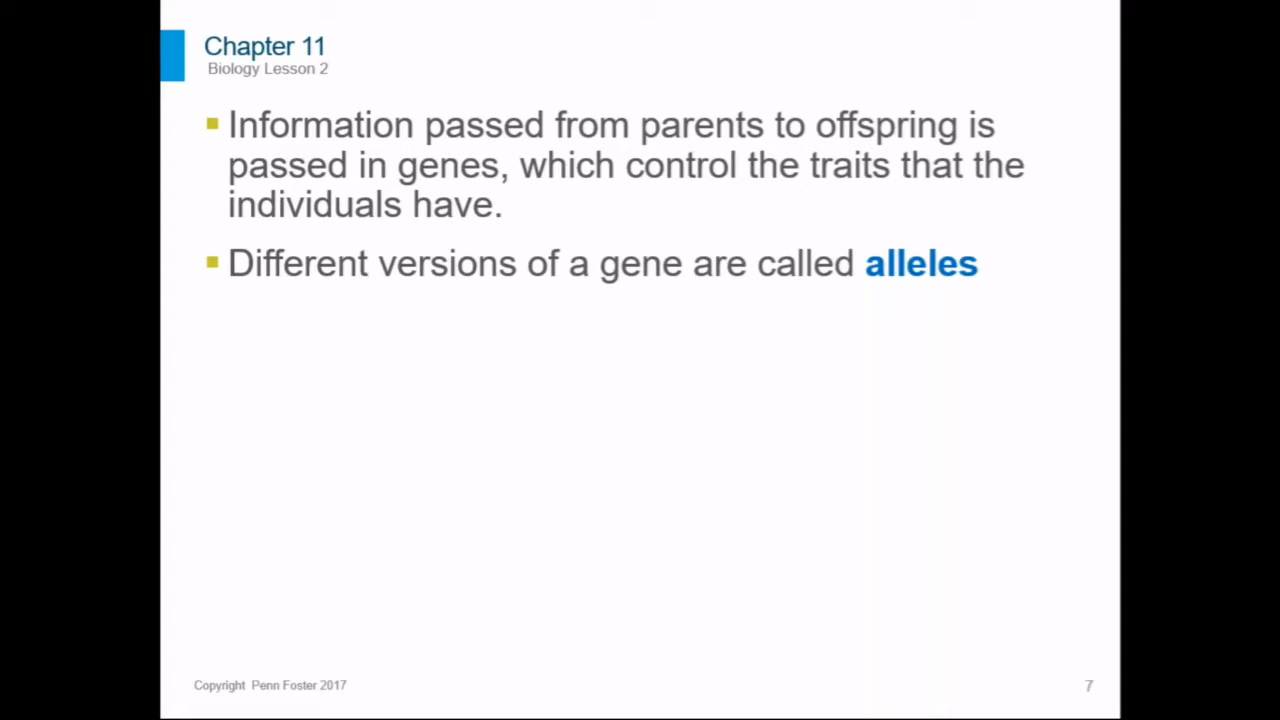 Chapter 11
Biology Lesson 2
Information passed from parents to offspring is
passed in genes, which control the traits that the
individuals have.
Different versions of a gene are called alleles
Copyright Penn Foster 2017
7